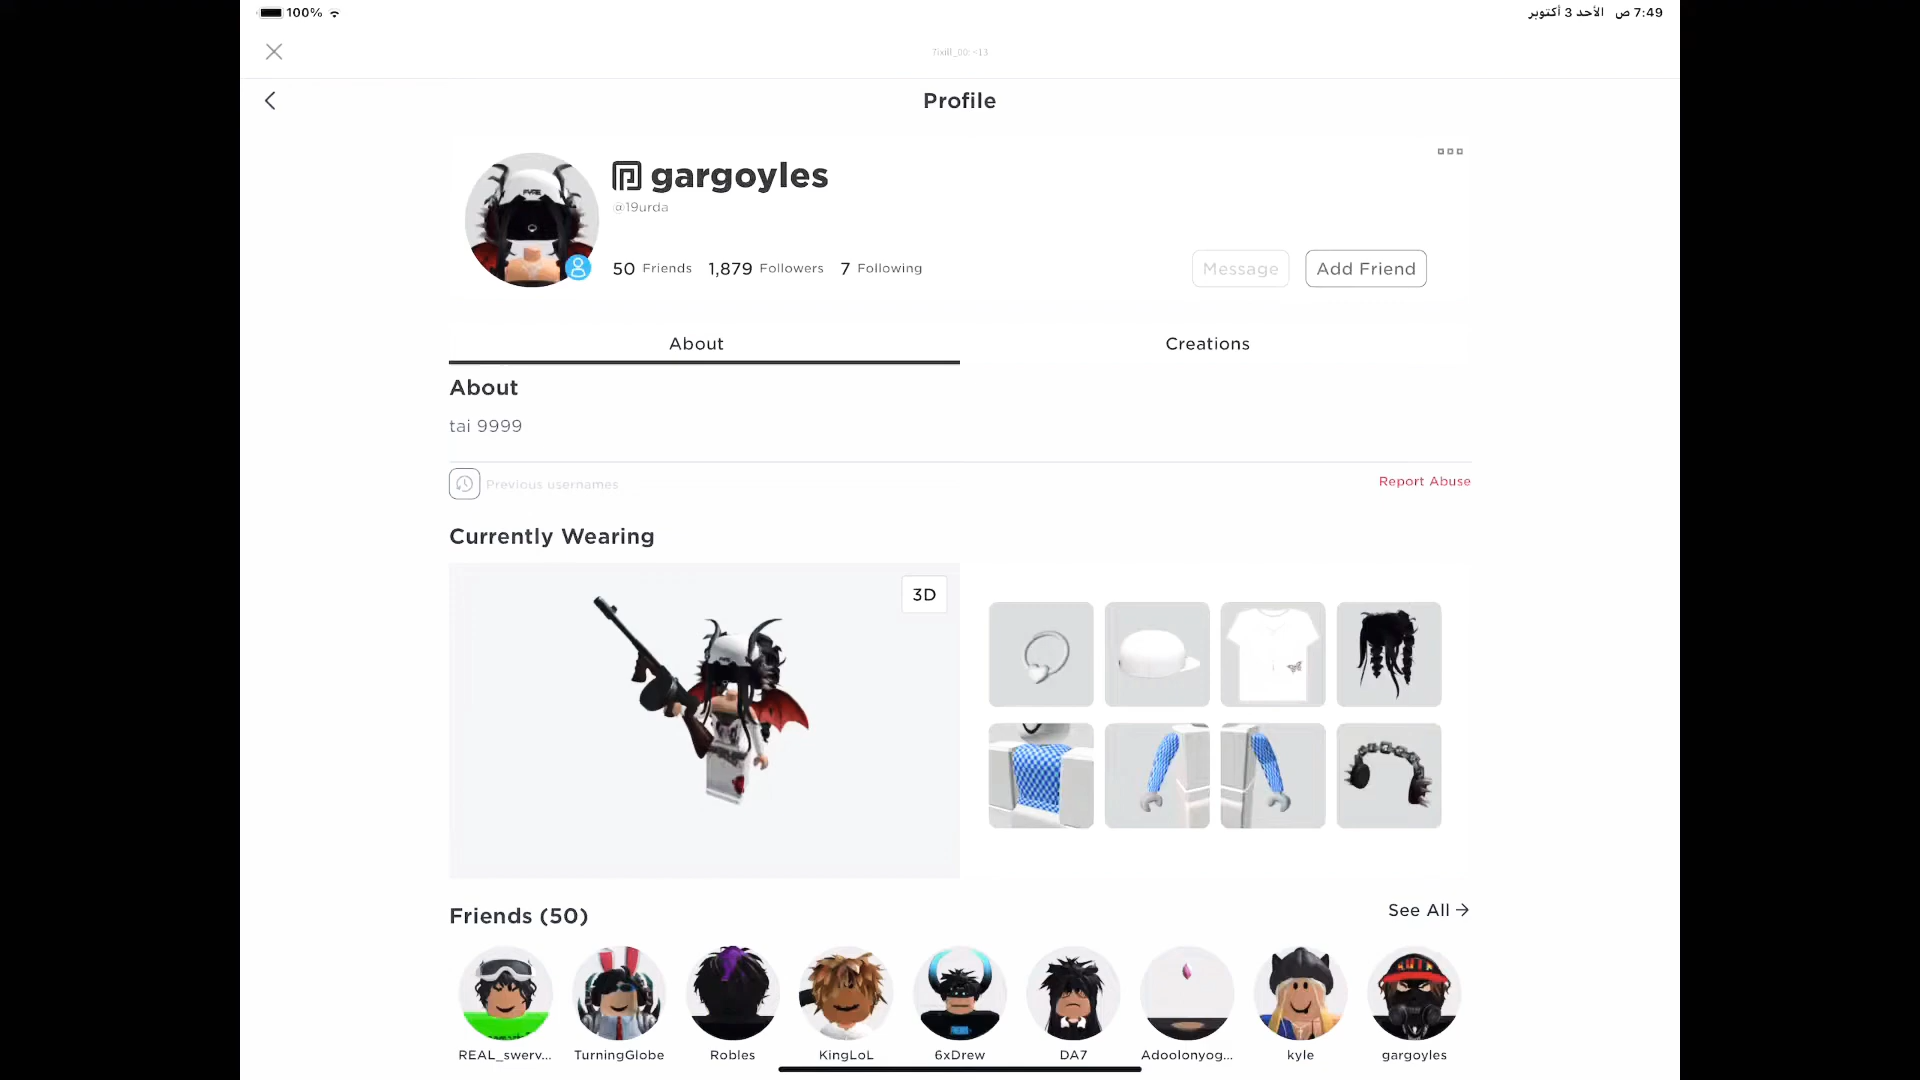 100%
7:49 ص الأحد 3 أكتوبر
7ixill_00: <13
Profile
gargoyles
@19urda
50 Friends 1,879 Followers 7 Following
Message
Add Friend
About
Creations
About
tai 9999
Previous usernames
Report Abuse
Currently Wearing
3D
Friends (50)
See All
REAL_swerv...
TurningGlobe
Robles
KingLoL
6xDrew
DA7
Adoolonyog...
kyle
gargoyles